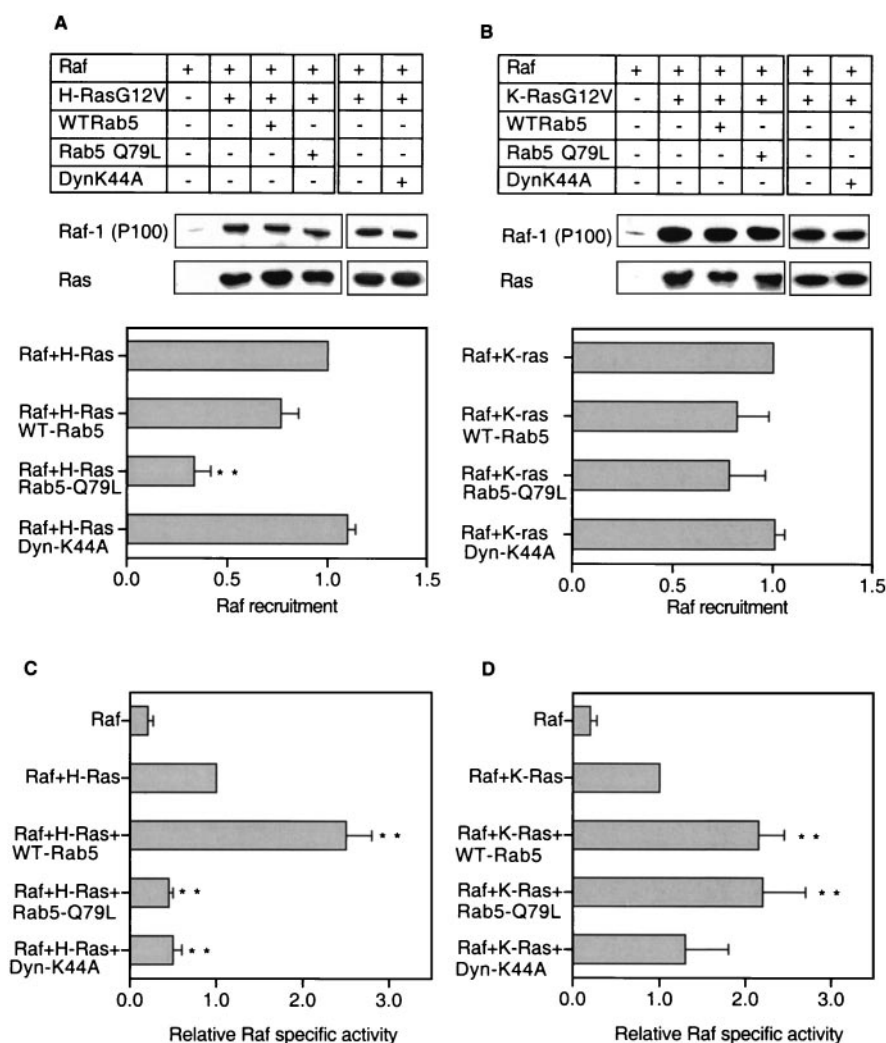 A
Raf + + + + + +
H-RasG12V - + + + + +
WTRab5 - - + - - -
Rab5 Q79L - - - + - -
DynK44A - - - - - +
Raf-1 (P100)
Ras
Raf+H-Ras
Raf+H-Ras
WT-Rab5
Raf+H-Ras
Rab5-Q79L
* *
Raf+H-Ras
Dyn-K44A
0.0 0.5 1.0 1.5
Raf recruitment
B
Raf + + + + + +
K-RasG12V - + + + + +
WTRab5 - - + - - -
Rab5 Q79L - - - + - -
DynK44A - - - - - +
Raf-1 (P100)
Ras
Raf+K-ras
Raf+K-ras
WT-Rab5
Raf+K-ras
Rab5-Q79L
Raf+K-ras
Dyn-K44A
0.0 0.5 1.0 1.5
Raf recruitment
C
Raf
Raf+H-Ras
Raf+H-Ras+
WT-Rab5
* *
Raf+H-Ras+
Rab5-Q79L
* *
Raf+H-Ras+
Dyn-K44A
* *
0.0 1.0 2.0 3.0
Relative Raf specific activity
D
Raf
Raf+K-Ras
Raf+K-Ras+
WT-Rab5
* *
Raf+K-Ras+
Rab5-Q79L
* *
Raf+K-Ras+
Dyn-K44A
0.0 1.0 2.0 3.0
Relative Raf specific activity